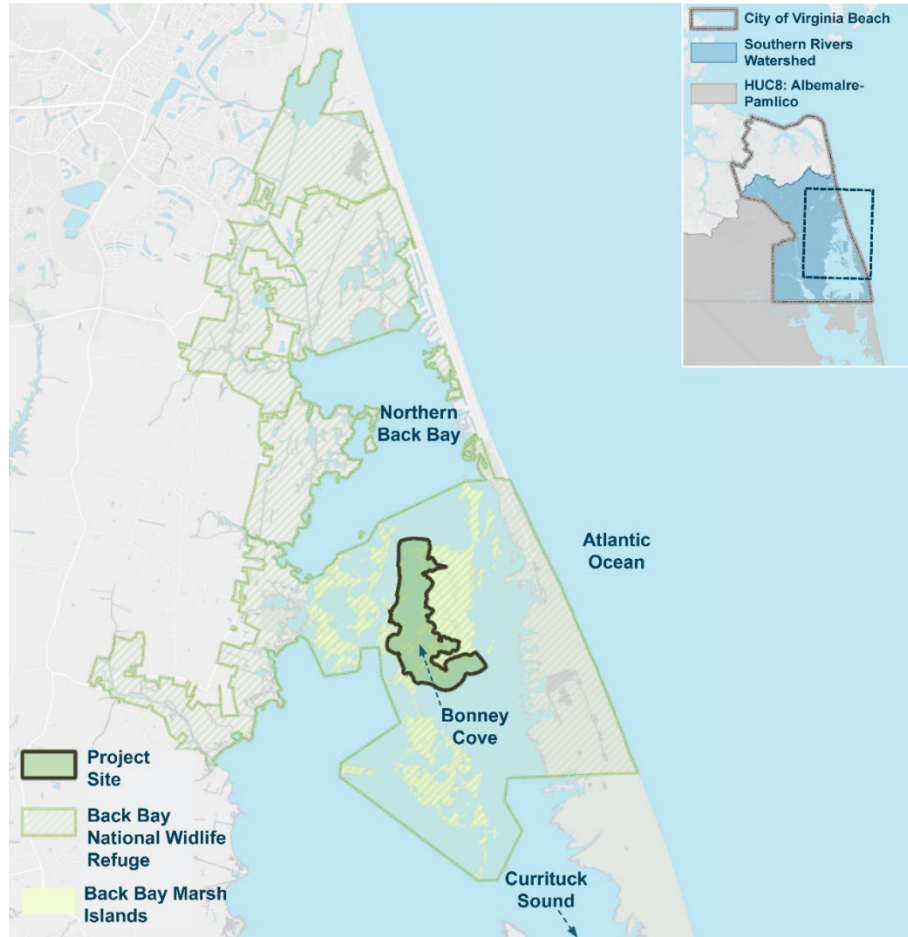 City of Virginia Beach
Southern Rivers
Watershed
HUC8: Albemalre-
Pamlico
Northern
Back Bay
Atlantic
Ocean
Bonney
Cove
Project
Site
Back Bay
National Widlife
Refuge
Back Bay Marsh
Islands
Currituck
Sound